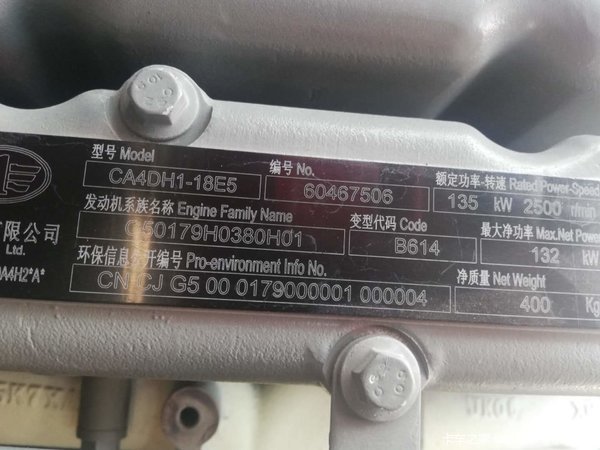 型号 Model
CA4DH1-18E5
编号 No.
60467506
额定功率-转速 Rated Power-Speed
135 kW 2500 r/min
发动机系族名称 Engine Family Name
G50179H0380H01
变型代码 Code
B614
最大净功率 Max.Net Power
132 kW
有限公司
Ltd.
环保信息公开编号 Pro-environment Info No.
CN CJ G5 00 0179000001 000004
净质量 Net Weight
400 Kg